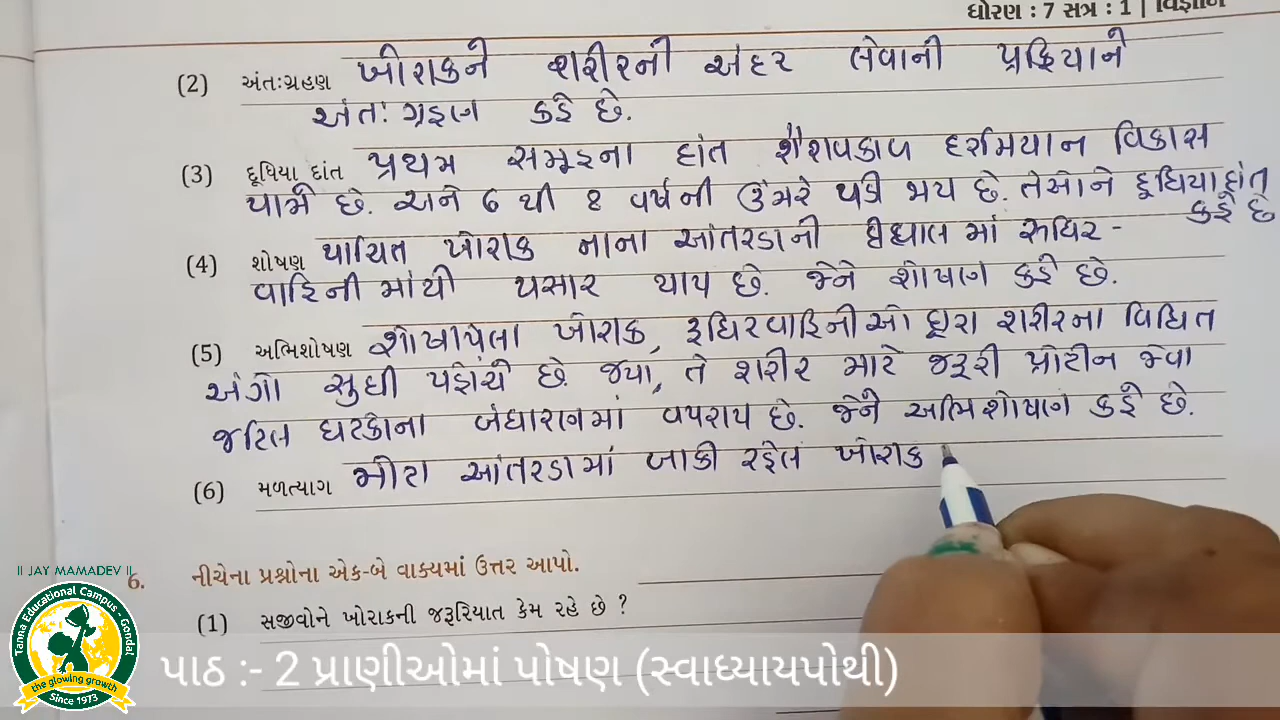 ધોરણ : 7 સત્ર : 1 | વિજ્ઞાન
(2) અંતઃગ્રહણ ખોરાકને શરીરની અંદર લેવાની પ્રક્રિયાને
અંતઃ ગ્રહણ કહે છે.
(3) દૂધિયા દાંત પ્રથમ સમૂહના દાંત શૈશવકાળ દરમિયાન વિકાસ
પામે છે. અને 6 થી 8 વર્ષની ઉંમરે પડી જાય છે. તેઓને દૂધિયા દાંત
કહે છે
(4) શોષણ પાચિત ખોરાક નાના આંતરડાની દિવાલ માં રુધિર -
વાહિની માંથી પસાર થાય છે. જેને શોષણ કહે છે.
(5) અભિશોષણ શોષાયેલા ખોરાક, રૂધિરવાહિનીઓ દ્વારા શરીરના વિવિધ
અંગો સુધી પહોંચે છે. જ્યાં, તે શરીર માટે જરૂરી પ્રોટીન જેવા
જટિલ ઘટકોના બંધારણમાં વપરાય છે. જેને અભિશોષણ કહે છે.
(6) મળત્યાગ મોટા આંતરડામાં બાકી રહેલ ખોરાક
6. નીચેના પ્રશ્નોના એક-બે વાક્યમાં ઉત્તર આપો.
(1) સજીવોને ખોરાકની જરૂરિયાત કેમ રહે છે ?
॥ JAY MAMADEV ॥
Tanna Educational Campus - Gondal
the glowing growth
Since 1973
પાઠ :- 2 પ્રાણીઓમાં પોષણ (સ્વાધ્યાયપોથી)